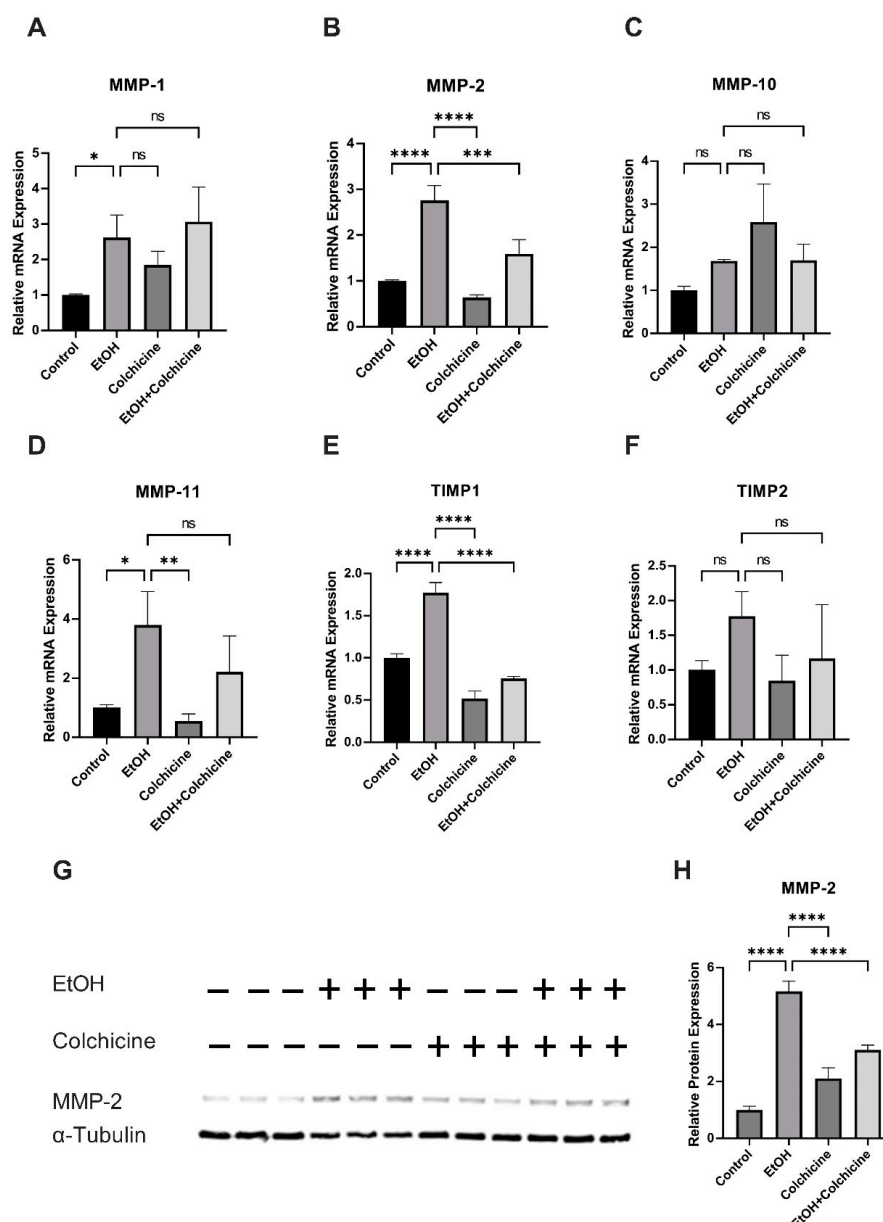 A
MMP-1
Relative mRNA Expression
5
4
3
2
1
0
*
ns
ns
Control
EtOH
Colchicine
EtOH+Colchicine
B
MMP-2
Relative mRNA Expression
4
3
2
1
0
****
****
***
Control
EtOH
Colchicine
EtOH+Colchicine
C
MMP-10
Relative mRNA Expression
4
3
2
1
0
ns
ns
ns
Control
EtOH
Colchicine
EtOH+Colchicine
D
MMP-11
Relative mRNA Expression
6
4
2
0
ns
*
**
Control
EtOH
Colchicine
EtOH+Colchicine
E
TIMP1
Relative mRNA Expression
2.0
1.5
1.0
0.5
0.0
****
****
****
Control
EtOH
Colchicine
EtOH+Colchicine
F
TIMP2
Relative mRNA Expression
2.5
2.0
1.5
1.0
0.5
0.0
ns
ns
ns
Control
EtOH
Colchicine
EtOH+Colchicine
G
EtOH − − − + + + − − − + + +
Colchicine − − − − − − + + + + + +
MMP-2
α-Tubulin
H
MMP-2
Relative Protein Expression
6
4
2
0
****
****
****
Control
EtOH
Colchicine
EtOH+Colchicine